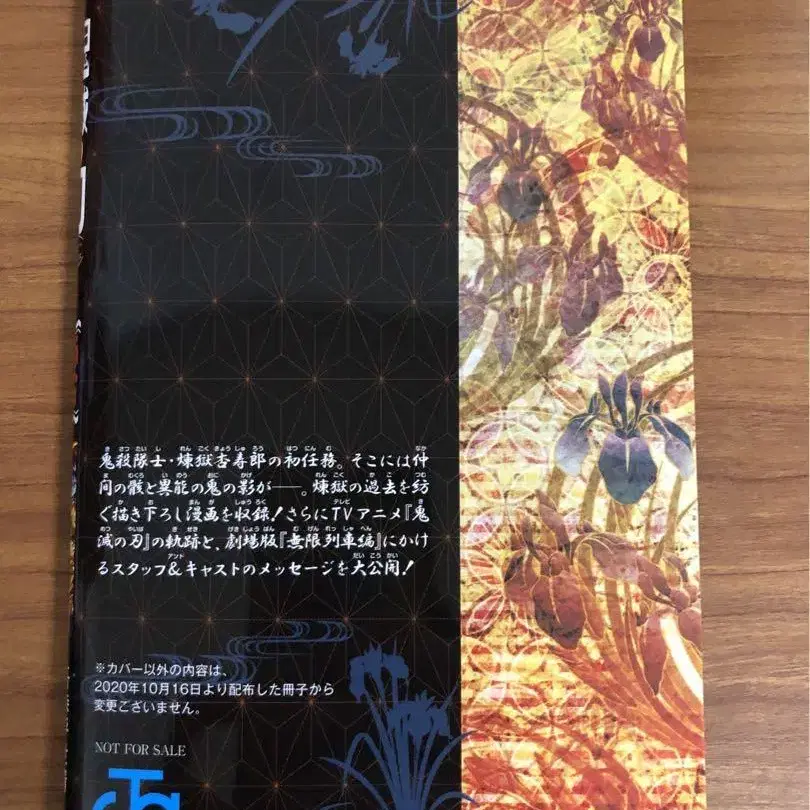 鬼殺隊士・煉獄杏寿郎の初任務。そこには仲
間の骸と異能の鬼の影が――。煉獄の過去を紡
ぐ描き下ろし漫画を収録！さらにTVアニメ『鬼
滅の刃』の軌跡と、劇場版『無限列車編』にかけ
るスタッフ&キャストのメッセージを大公開！
※カバー以外の内容は、
2020年10月16日より配布した冊子から
変更ございません。
NOT FOR SALE